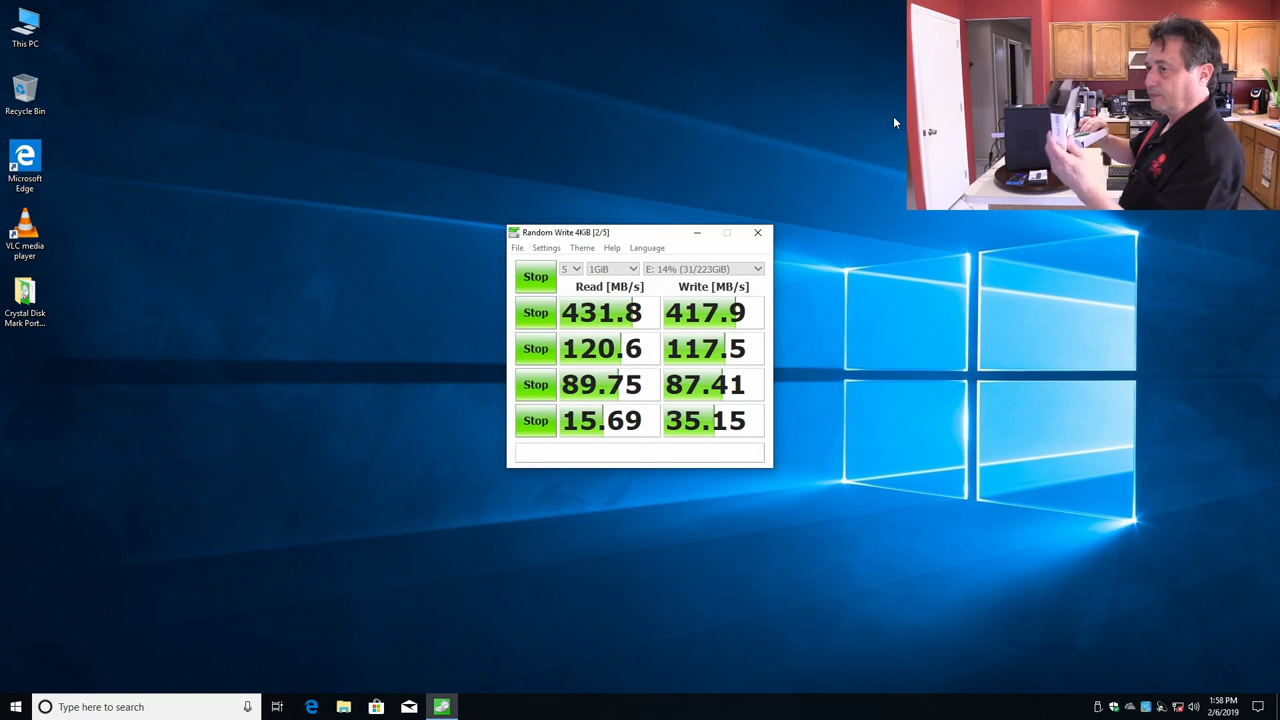 This PC
Recycle Bin
Microsoft
Edge
VLC media
player
Crystal Disk
Mark Port...
Random Write 4KiB [2/5]
File Settings Theme Help Language
Stop 5 1GiB E: 14% (31/223GiB)
Read [MB/s] Write [MB/s]
Stop 431.8 417.9
Stop 120.6 117.5
Stop 89.75 87.41
Stop 15.69 35.15
Type here to search
1:58 PM
2/6/2019